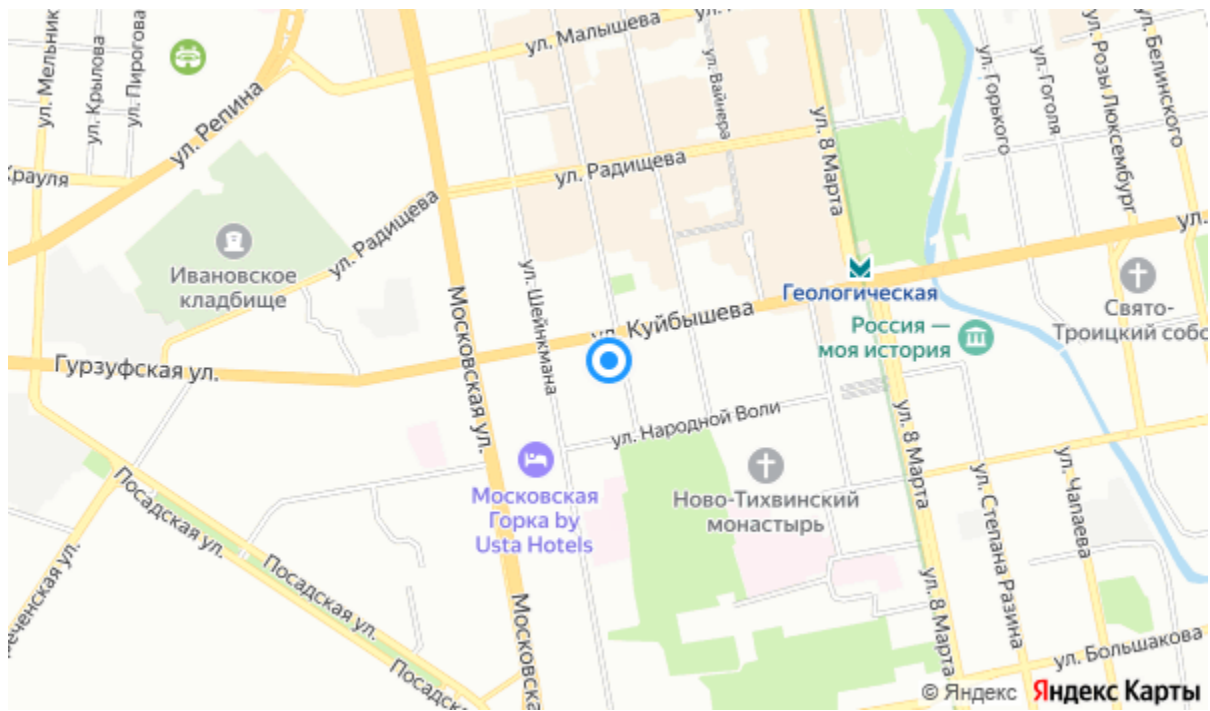 ул. Мельник
ул. Крылова
ул. Пирогова
ул. Репина
ул. Малышева
ул. Вайнера
ул. 8 Марта
ул. Горького
ул. Гоголя
ул. Розы Люксембург
ул. Белинского
Крауля
ул. Радищева
ул. Радищева
Ивановское
кладбище
Московская ул.
ул. Шейнкмана
ул. Куйбышева
Геологическая
ул.
Свято-
Троицкий собо
Россия —
моя история
Гурзуфская ул.
ул. Народной Воли
ул. 8 Марта
Московская
Горка by
Usta Hotels
Ново-Тихвинский
монастырь
ул. Степана Разина
ул. Чапаева
Посадская ул.
Посадская ул.
Посадска
еченская ул.
Московска
ул. 8 Марта
ул. Большакова
© Яндекс
Яндекс Карты